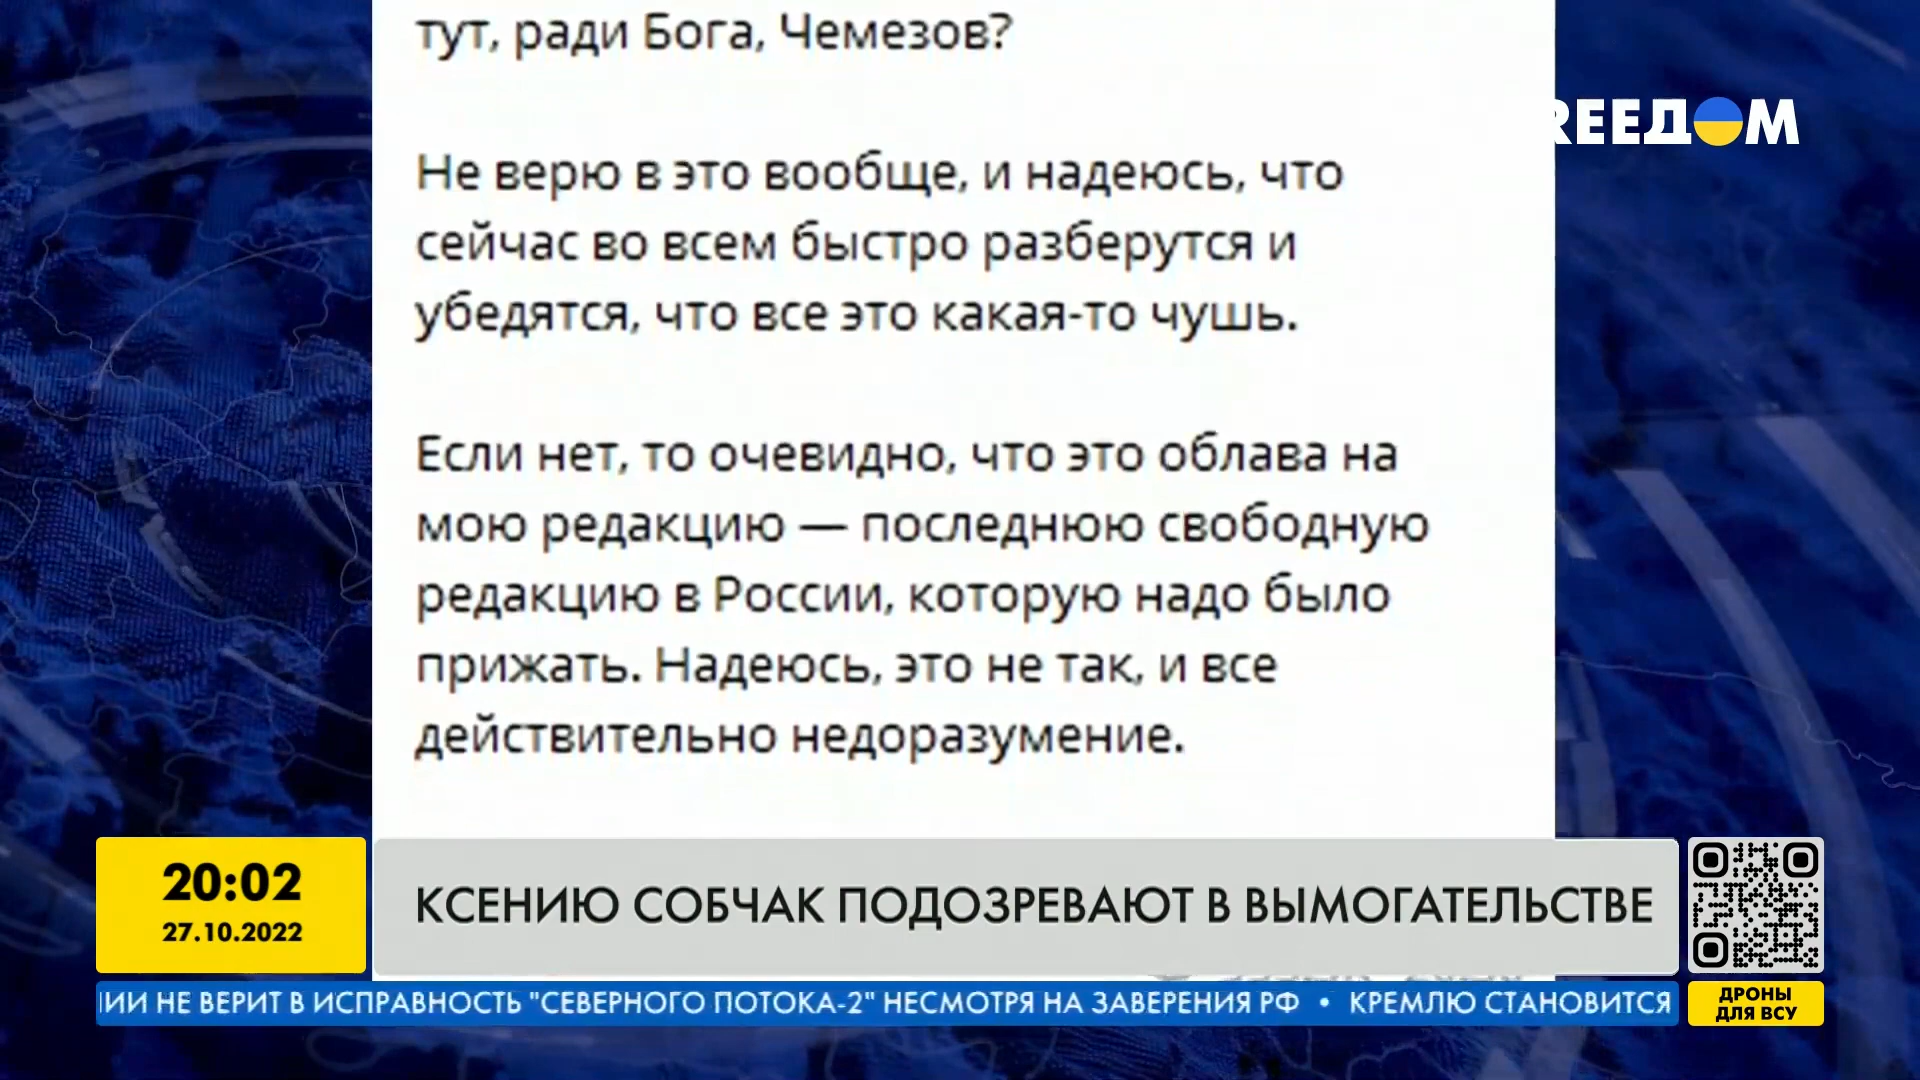 тут, ради Бога, Чемезов?
REEДОМ
Не верю в это вообще, и надеюсь, что
сейчас во всем быстро разберутся и
убедятся, что все это какая-то чушь.
Если нет, то очевидно, что это облава на
мою редакцию — последнюю свободную
редакцию в России, которую надо было
прижать. Надеюсь, это не так, и все
действительно недоразумение.
20:02
27.10.2022
КСЕНИЮ СОБЧАК ПОДОЗРЕВАЮТ В ВЫМОГАТЕЛЬСТВЕ
ИИ НЕ ВЕРИТ В ИСПРАВНОСТЬ "СЕВЕРНОГО ПОТОКА-2" НЕСМОТРЯ НА ЗАВЕРЕНИЯ РФ • КРЕМЛЮ СТАНОВИТСЯ
ДРОНЫ
ДЛЯ ВСУ